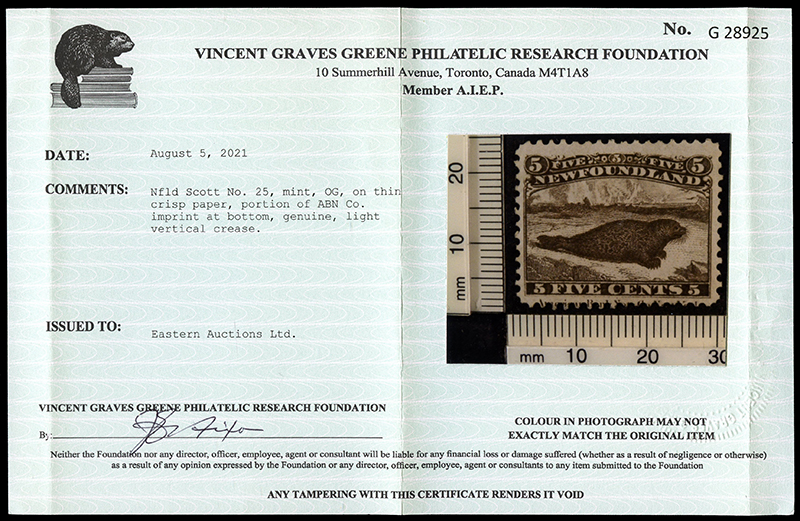 No. G 28925
VINCENT GRAVES GREENE PHILATELIC RESEARCH FOUNDATION
10 Summerhill Avenue, Toronto, Canada M4T1A8
Member A.I.E.P.
DATE: August 5, 2021
COMMENTS: Nfld Scott No. 25, mint, OG, on thin
crisp paper, portion of ABN Co.
imprint at bottom, genuine, light
vertical crease.
20
10
mm
5 FIVE 5 FIVE 5
NEWFOUNDLAND
5 FIVE CENTS 5
mm 10 20 30
ISSUED TO: Eastern Auctions Ltd.
VINCENT GRAVES GREENE PHILATELIC RESEARCH FOUNDATION
By:
COLOUR IN PHOTOGRAPH MAY NOT
EXACTLY MATCH THE ORIGINAL ITEM
Neither the Foundation nor any director, officer, employee, agent or consultant will be liable for any financial loss or damage suffered (whether as a result of negligence or otherwise)
as a result of any opinion expressed by the Foundation or any director, officer, employee, agent or consultants to any item submitted to the Foundation
ANY TAMPERING WITH THIS CERTIFICATE RENDERS IT VOID